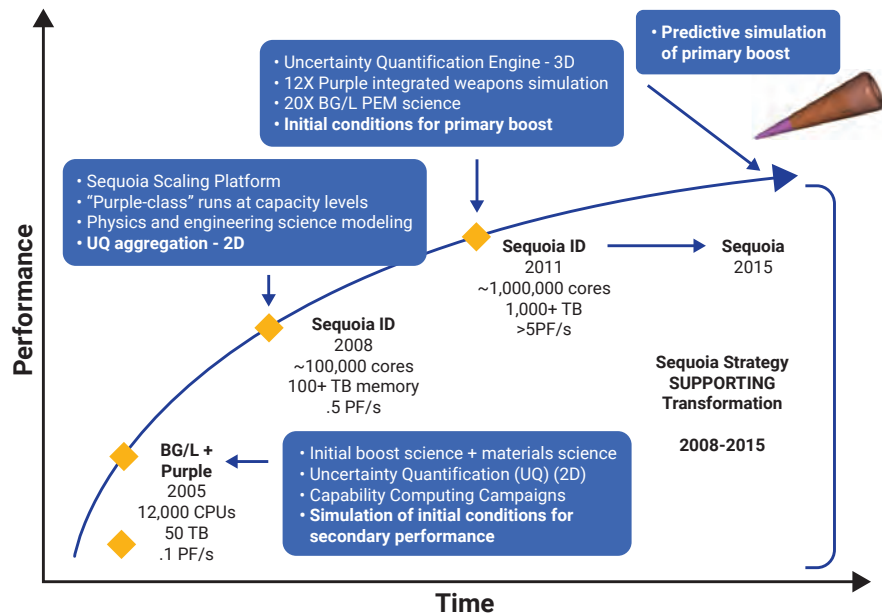 • Predictive simulation
of primary boost
• Uncertainty Quantification Engine - 3D
• 12X Purple integrated weapons simulation
• 20X BG/L PEM science
• Initial conditions for primary boost
• Sequoia Scaling Platform
• “Purple-class” runs at capacity levels
• Physics and engineering science modeling
• UQ aggregation - 2D
Sequoia ID
2011
~1,000,000 cores
1,000+ TB
>5PF/s
Sequoia
2015
Sequoia ID
2008
~100,000 cores
100+ TB memory
.5 PF/s
Sequoia Strategy
SUPPORTING
Transformation
2008-2015
BG/L +
Purple
2005
12,000 CPUs
50 TB
.1 PF/s
• Initial boost science + materials science
• Uncertainty Quantification (UQ) (2D)
• Capability Computing Campaigns
• Simulation of initial conditions for
secondary performance
Performance
Time